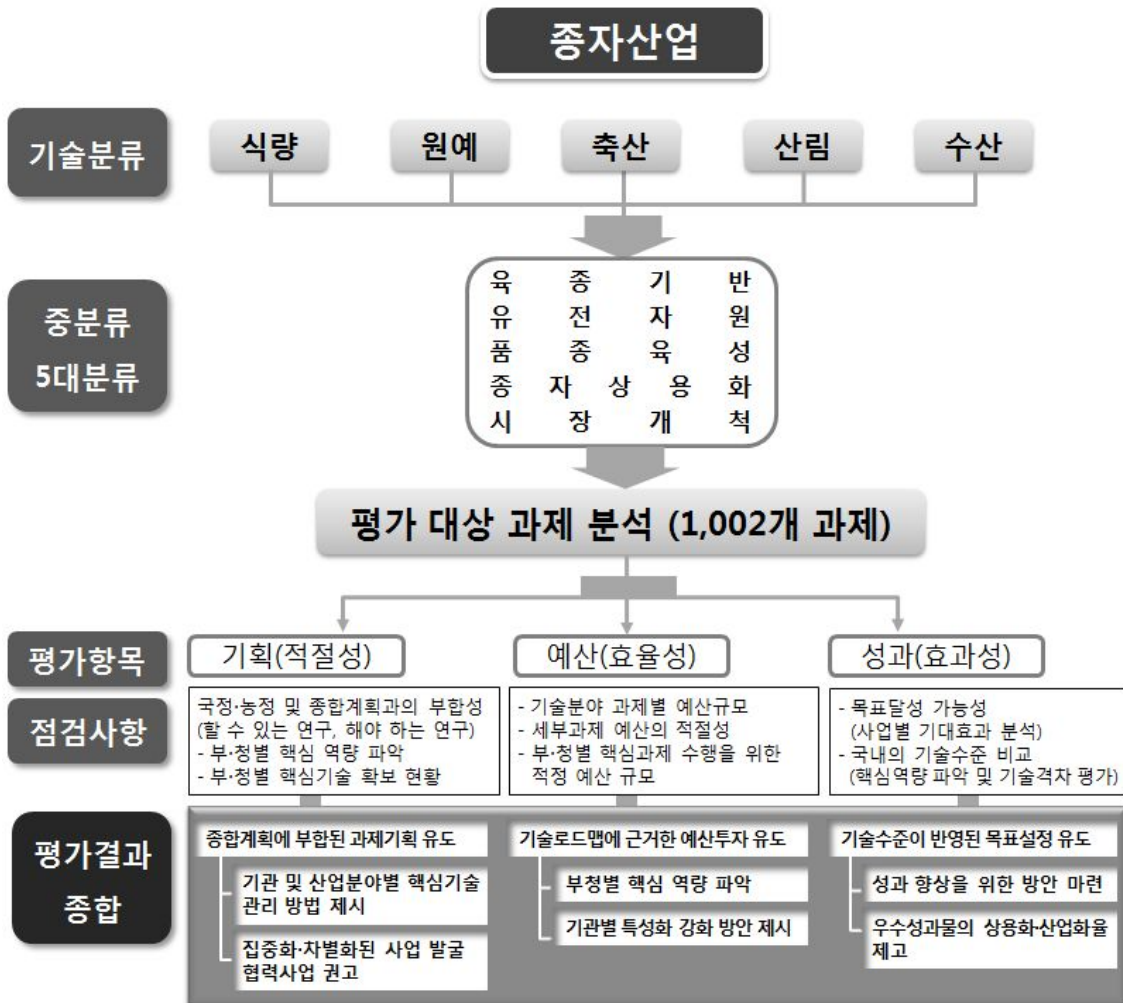 종자산업
기술분류
식량
원예
축산
산림
수산
중분류
5대분류
육 종 기 반
유 전 자 원
품 종 육 성
종 자 상 용 화
시 장 개 척
평가 대상 과제 분석 (1,002개 과제)
평가항목
기획(적절성)
예산(효율성)
성과(효과성)
점검사항
국정·농정 및 종합계획과의 부합성
(할 수 있는 연구, 해야 하는 연구)
- 부·청별 핵심 역량 파악
- 부·청별 핵심기술 확보 현황
- 기술분야 과제별 예산규모
- 세부과제 예산의 적절성
- 부·청별 핵심과제 수행을 위한
적정 예산 규모
- 목표달성 가능성
(사업별 기대효과 분석)
- 국내의 기술수준 비교
(핵심역량 파악 및 기술격차 평가)
평가결과
종합
종합계획에 부합된 과제기획 유도
기관 및 산업분야별 핵심기술
관리 방법 제시
집중화·차별화된 사업 발굴
협력사업 권고
기술로드맵에 근거한 예산투자 유도
부청별 핵심 역량 파악
기관별 특성화 강화 방안 제시
기술수준이 반영된 목표설정 유도
성과 향상을 위한 방안 마련
우수성과물의 상용화·산업화율
제고